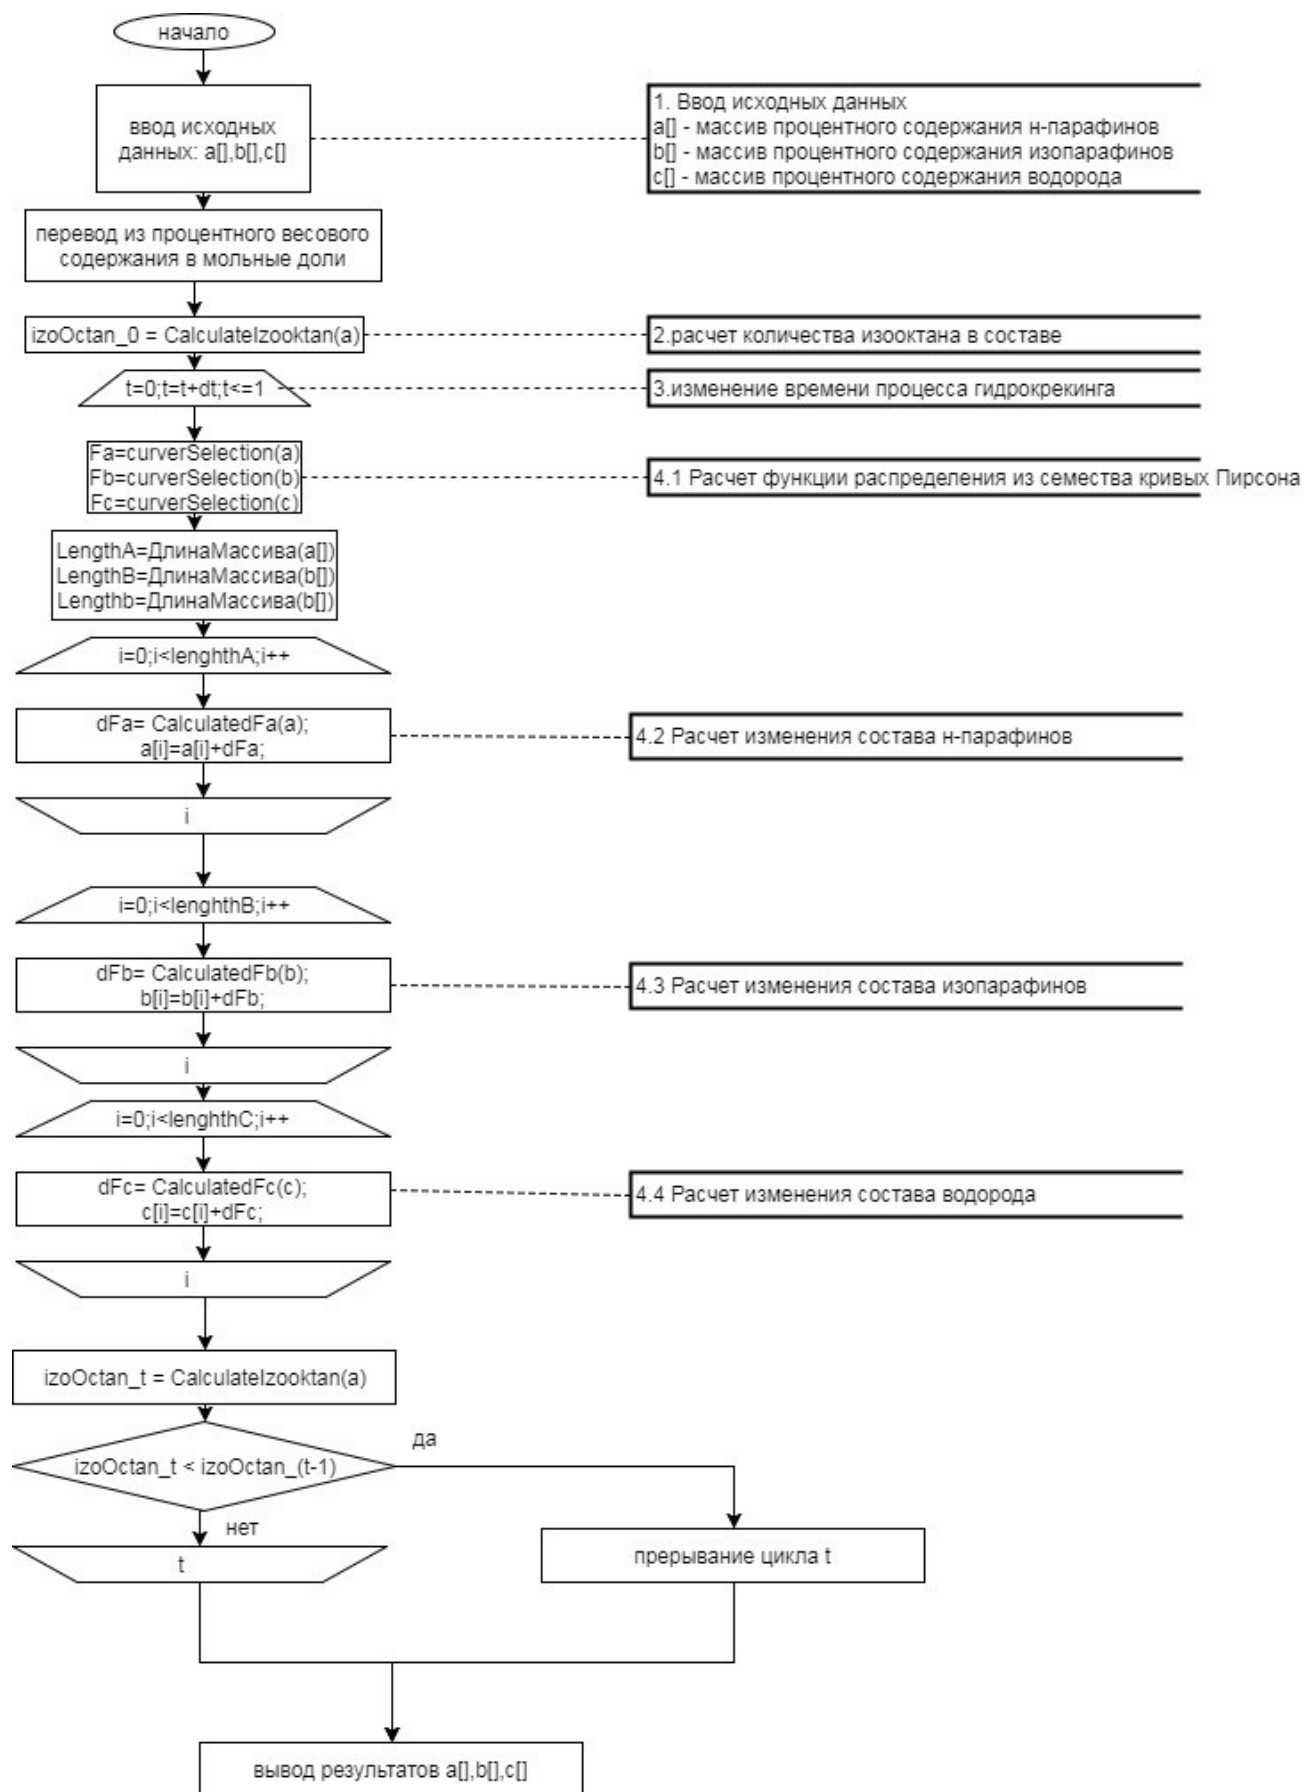 начало
ввод исходных
данных: a[],b[],c[]
1. Ввод исходных данных
a[] - массив процентного содержания н-парафинов
b[] - массив процентного содержания изопарафинов
c[] - массив процентного содержания водорода
перевод из процентного весового
содержания в мольные доли
izoOctan_0 = CalculateIzooktan(a)
2.расчет количества изооктана в составе
t=0;t=t+dt;t<=1
3.изменение времени процесса гидрокрекинга
Fa=curverSelection(a)
Fb=curverSelection(b)
Fc=curverSelection(c)
4.1 Расчет функции распределения из семества кривых Пирсона
LengthA=ДлинаМассива(a[])
LengthB=ДлинаМассива(b[])
Lengthb=ДлинаМассива(b[])
i=0;i<lenghthA;i++
dFa= CalculatedFa(a);
a[i]=a[i]+dFa;
4.2 Расчет изменения состава н-парафинов
i
i=0;i<lenghthB;i++
dFb= CalculatedFb(b);
b[i]=b[i]+dFb;
4.3 Расчет изменения состава изопарафинов
i
i=0;i<lenghthC;i++
dFc= CalculatedFc(c);
c[i]=c[i]+dFc;
4.4 Расчет изменения состава водорода
i
izoOctan_t = CalculateIzooktan(a)
да
izoOctan_t < izoOctan_(t-1)
нет
t
прерывание цикла t
вывод результатов a[],b[],c[]